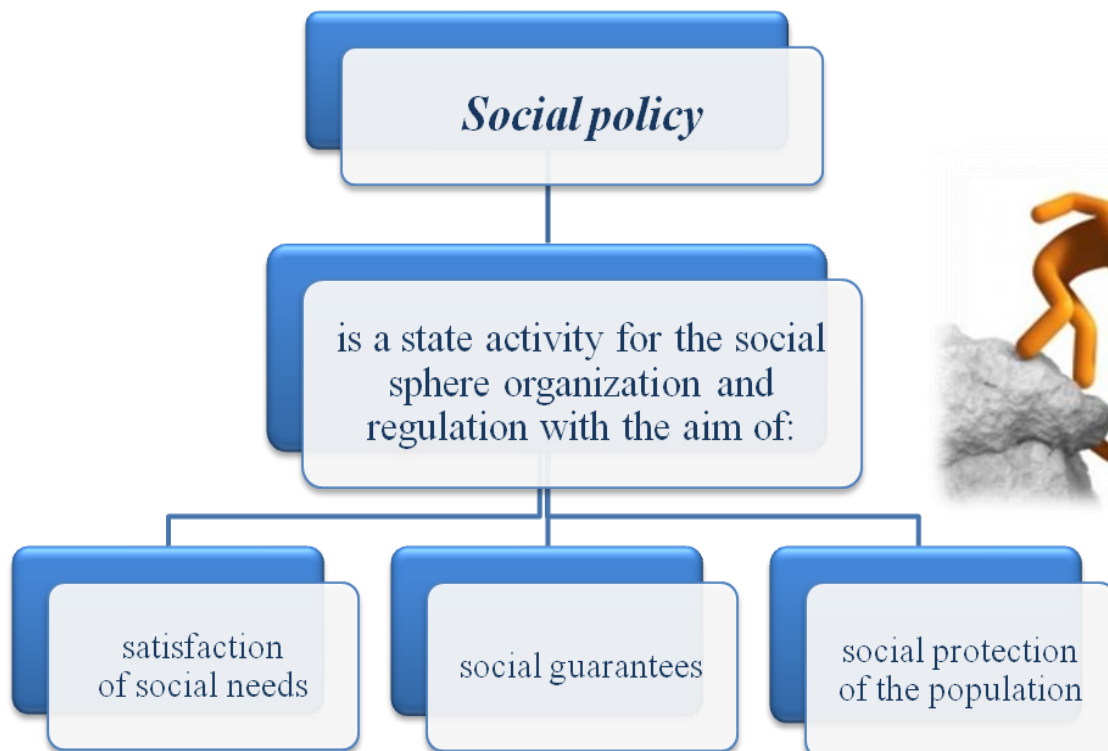 Social policy
is a state activity for the social
sphere organization and
regulation with the aim of:
satisfaction
of social needs
social guarantees
social protection
of the population